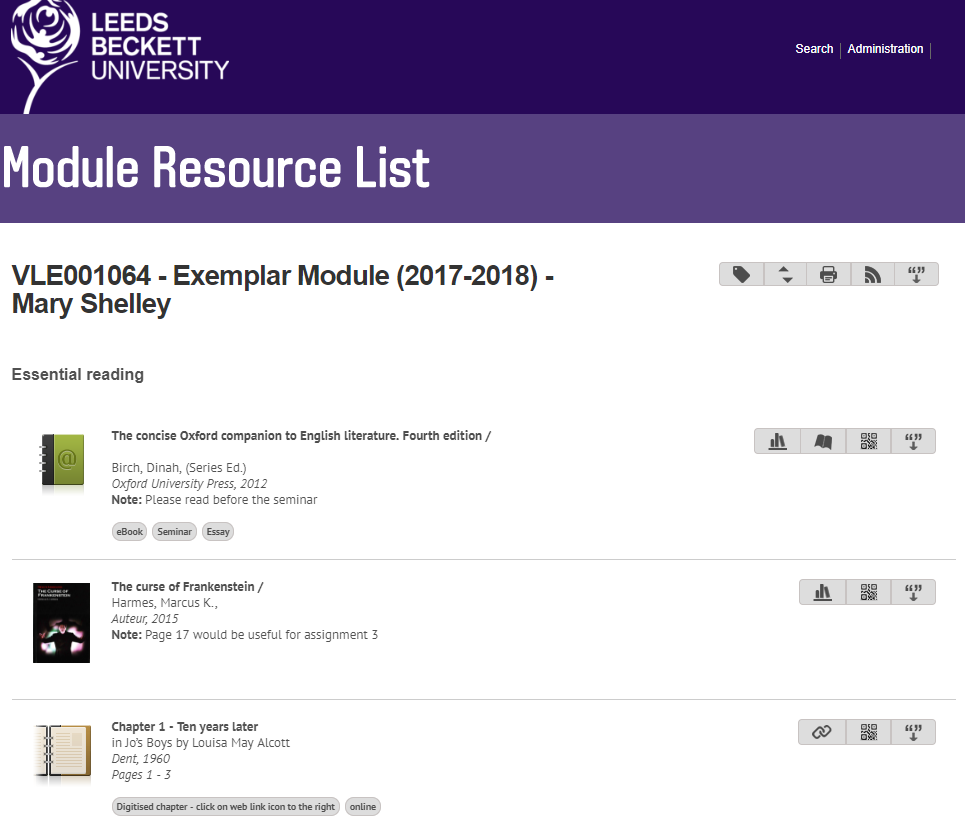 LEEDS
BECKETT
UNIVERSITY
Search
Administration
Module Resource List
VLE001064 - Exemplar Module (2017-2018) -
Mary Shelley
Essential reading
The concise Oxford companion to English literature. Fourth edition /
Birch, Dinah, (Series Ed.)
Oxford University Press, 2012
Note: Please read before the seminar
eBook Seminar Essay
The curse of Frankenstein /
Harmes, Marcus K.,
Auteur, 2015
Note: Page 17 would be useful for assignment 3
THE CURSE OF
FRANKENSTEIN
Chapter 1 - Ten years later
in Jo's Boys by Louisa May Alcott
Dent, 1960
Pages 1 - 3
Digitised chapter - click on web link icon to the right online